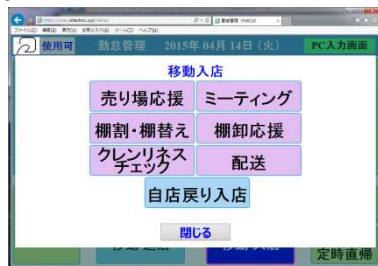 使用可 勤怠管理 2015年 04月 14日（火） PC入力画面
移動入店
売り場応援 ミーティング
棚割・棚替え 棚卸応援
クレンリネス
チェック 配送
自店戻り入店
閉じる
定時直帰